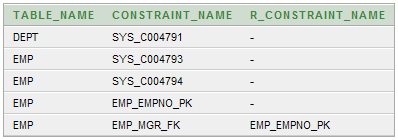 TABLE_NAME CONSTRAINT_NAME R_CONSTRAINT_NAME
DEPT SYS_C004791 -
EMP SYS_C004793 -
EMP SYS_C004794 -
EMP EMP_EMPNO_PK -
EMP EMP_MGR_FK EMP_EMPNO_PK